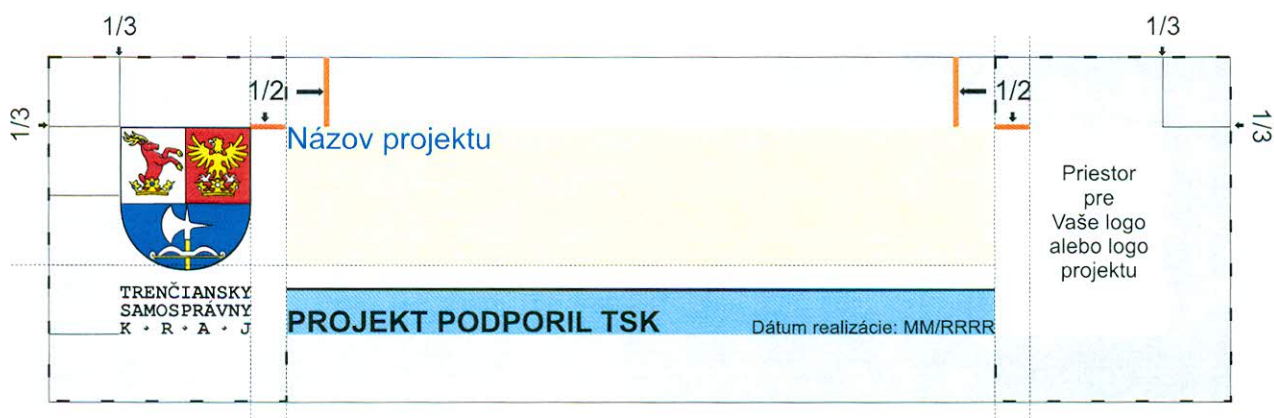 1/3
1/3
1/2
1/2
1/3
Názov projektu
1/3
Priestor
pre
Vaše logo
alebo logo
projektu
TRENČIANSKY
SAMOSPRÁVNY
K · R · A · J
PROJEKT PODPORIL TSK
Dátum realizácie: MM/RRRR